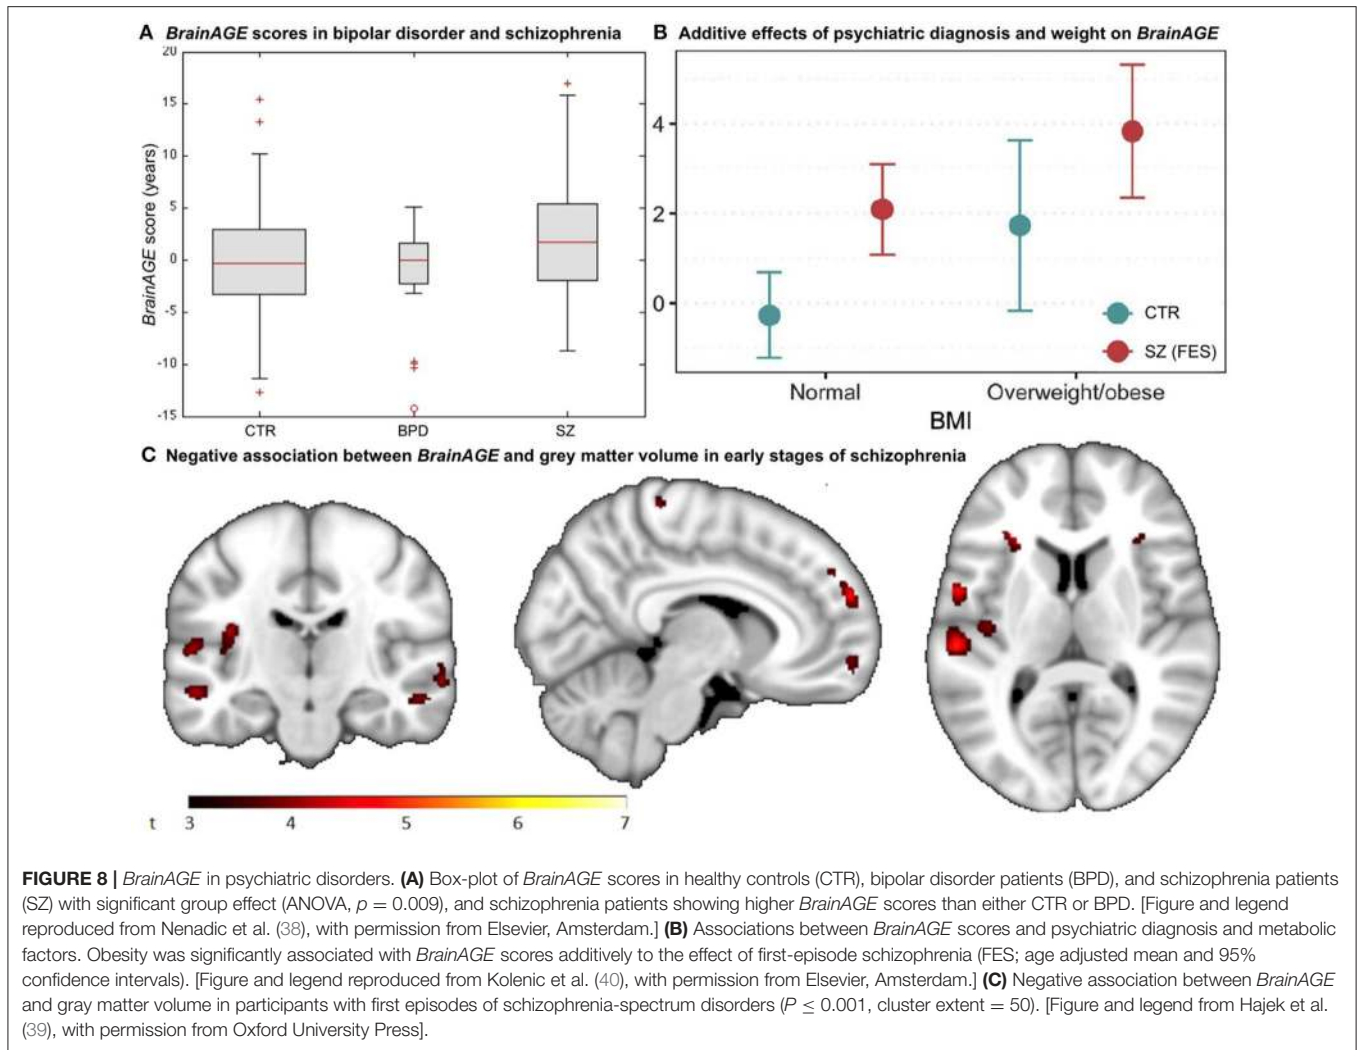 A BrainAGE scores in bipolar disorder and schizophrenia
20
15
10
5
0
-5
-10
-15
BrainAGE score (years)
CTR BPD SZ
B Additive effects of psychiatric diagnosis and weight on BrainAGE
4
2
0
CTR
SZ (FES)
Normal Overweight/obese
BMI
C Negative association between BrainAGE and grey matter volume in early stages of schizophrenia
t 3 4 5 6 7
FIGURE 8 | BrainAGE in psychiatric disorders. (A) Box-plot of BrainAGE scores in healthy controls (CTR), bipolar disorder patients (BPD), and schizophrenia patients
(SZ) with significant group effect (ANOVA, p = 0.009), and schizophrenia patients showing higher BrainAGE scores than either CTR or BPD. [Figure and legend
reproduced from Nenadic et al. (38), with permission from Elsevier, Amsterdam.] (B) Associations between BrainAGE scores and psychiatric diagnosis and metabolic
factors. Obesity was significantly associated with BrainAGE scores additively to the effect of first-episode schizophrenia (FES; age adjusted mean and 95%
confidence intervals). [Figure and legend reproduced from Kolenic et al. (40), with permission from Elsevier, Amsterdam.] (C) Negative association between BrainAGE
and gray matter volume in participants with first episodes of schizophrenia-spectrum disorders (P ≤ 0.001, cluster extent = 50). [Figure and legend from Hajek et al.
(39), with permission from Oxford University Press].